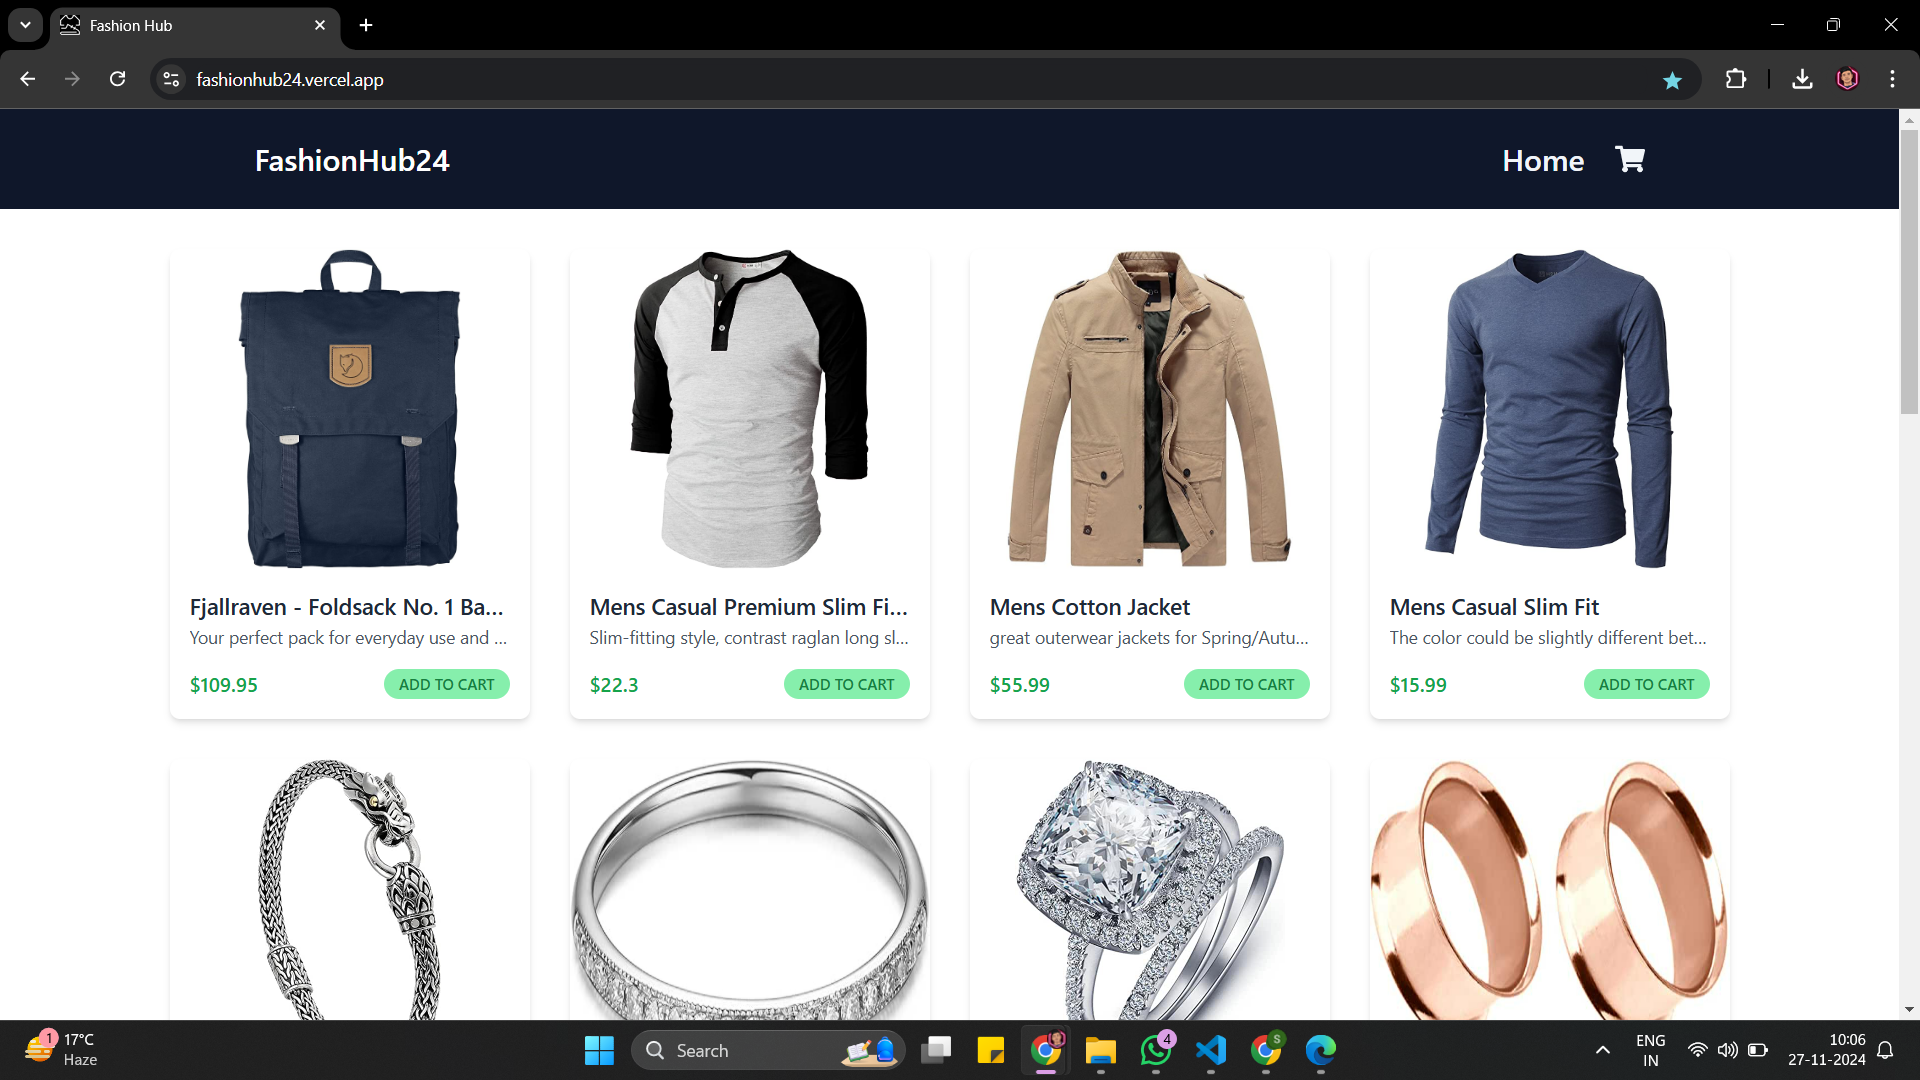 Fashion Hub
fashionhub24.vercel.app
FashionHub24
Home
Fjallraven - Foldsack No. 1 Ba...
Your perfect pack for everyday use and ...
$109.95
ADD TO CART
Mens Casual Premium Slim Fi...
Slim-fitting style, contrast raglan long sl...
$22.3
ADD TO CART
Mens Cotton Jacket
great outerwear jackets for Spring/Autu...
$55.99
ADD TO CART
Mens Casual Slim Fit
The color could be slightly different bet...
$15.99
ADD TO CART
1
17°C
Haze
Search
4
S
ENG
IN
10:06
27-11-2024